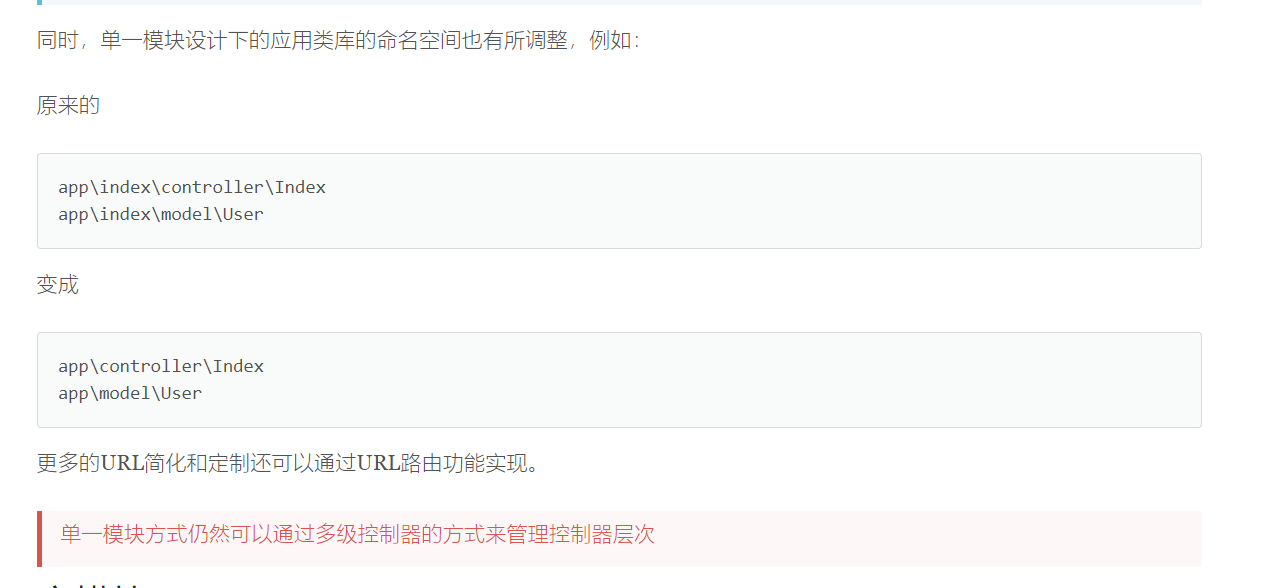 同时，单一模块设计下的应用类库的命名空间也有所调整，例如：
原来的
app\index\controller\Index
app\index\model\User
变成
app\controller\Index
app\model\User
更多的URL简化和定制还可以通过URL路由功能实现。
单一模块方式仍然可以通过多级控制器的方式来管理控制器层次